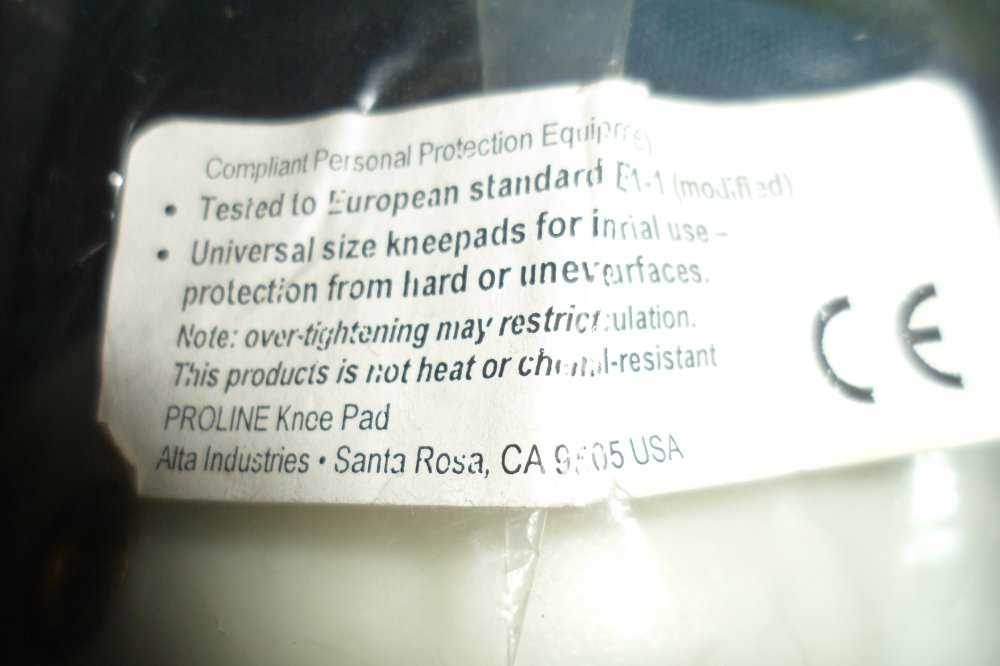 Compliant Personal Protection
• Tested to European standard (modified)
• Universal size kneepads for use –
protection from hard or
Note: over-tightening may
This products is not heat or
PROLINE Knee Pad
Alta Industries • Santa Rosa, CA USA
CE